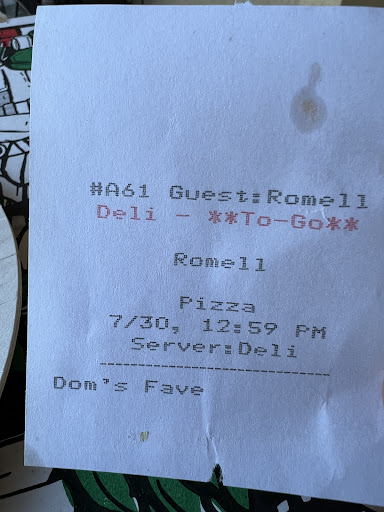 #A61 Guest:Romell
Deli - **To-Go**
Romell
Pizza
7/30, 12:59 PM
Server:Deli
------------------------------
Dom's Fave